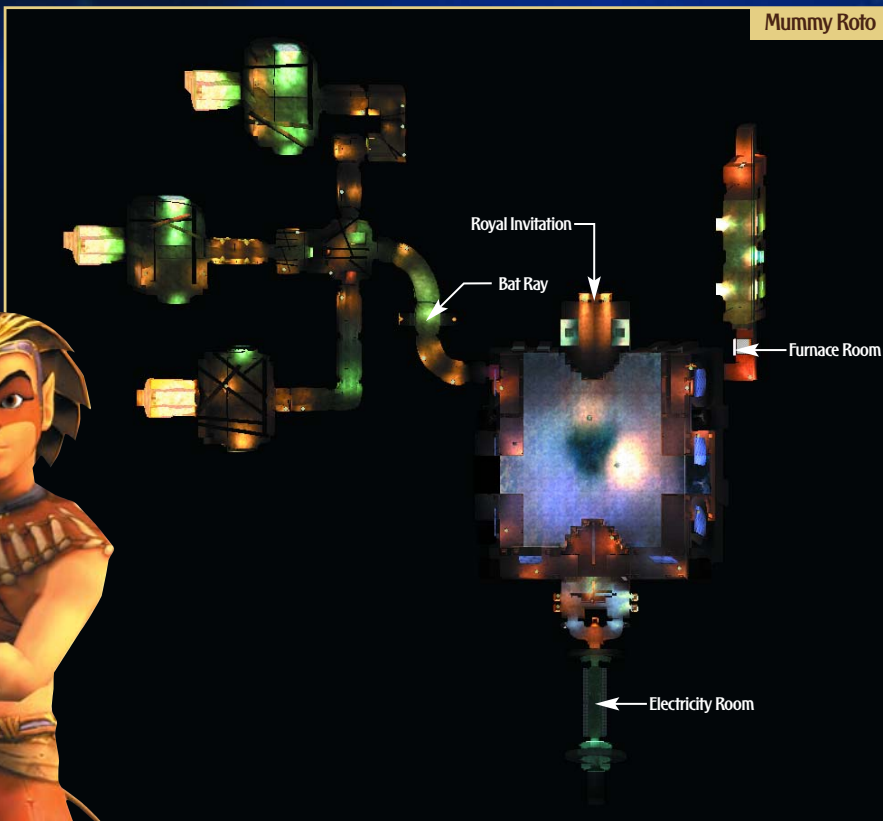 Mummy Roto
Royal Invitation
Bat Ray
Furnace Room
Electricity Room